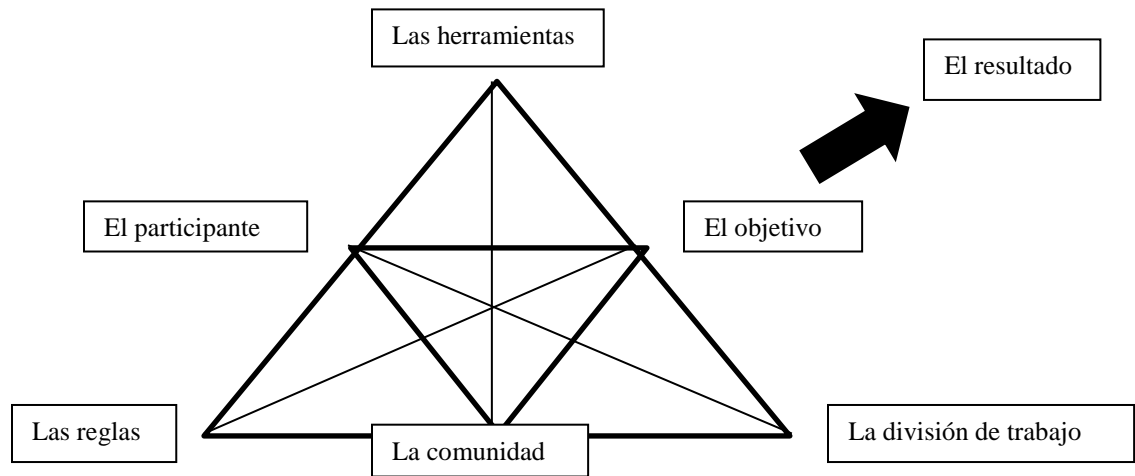 Las herramientas
El resultado
El participante
El objetivo
Las reglas
La comunidad
La división de trabajo